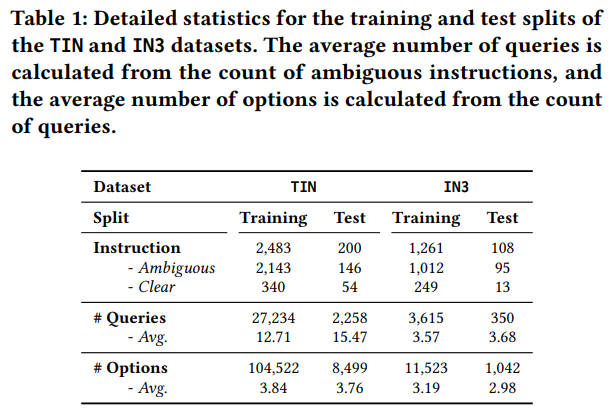 Table 1: Detailed statistics for the training and test splits of
the TIN and IN3 datasets. The average number of queries is
calculated from the count of ambiguous instructions, and
the average number of options is calculated from the count
of queries.
Dataset TIN IN3
Split Training Test Training Test
Instruction 2,483 200 1,261 108
- Ambiguous 2,143 146 1,012 95
- Clear 340 54 249 13
# Queries 27,234 2,258 3,615 350
- Avg. 12.71 15.47 3.57 3.68
# Options 104,522 8,499 11,523 1,042
- Avg. 3.84 3.76 3.19 2.98